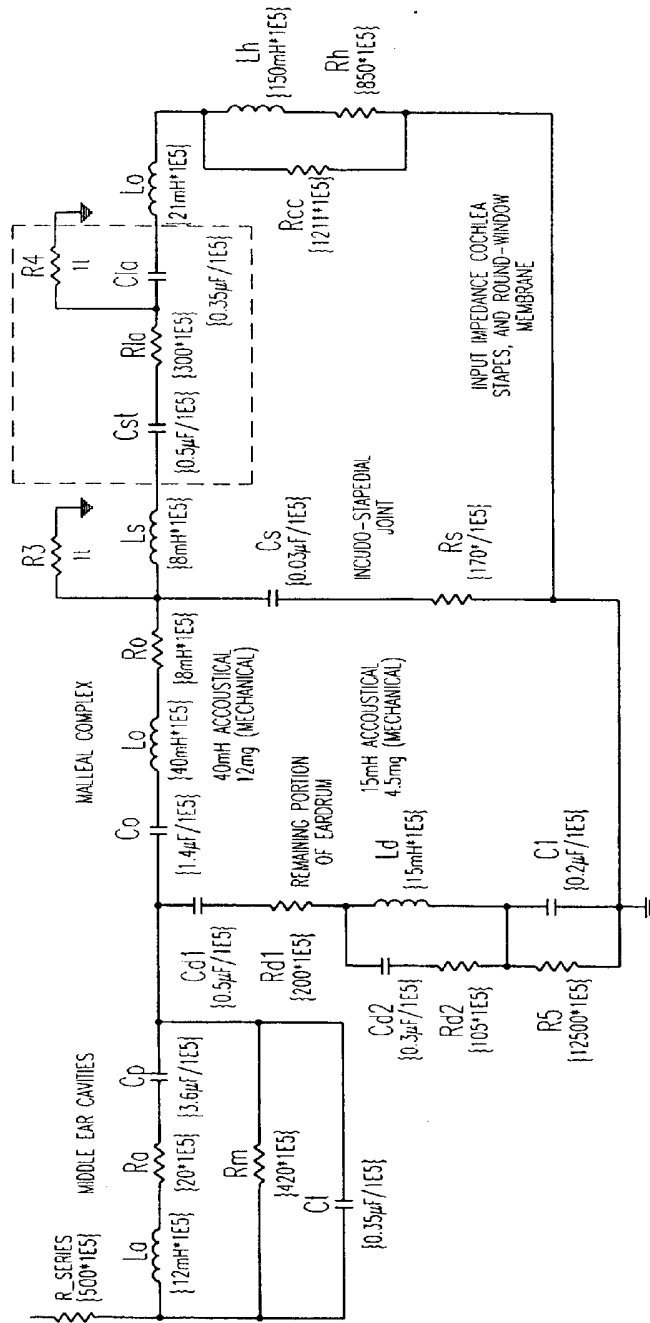 R_SERIES
{500*1E5}
MIDDLE EAR CAVITIES
La
{12mH*1E5}
Ra
{20*1E5}
Cp
{3.6µF/1E5}
Rm
{420*1E5}
Ct
{0.35µF/1E5}
Cd1
{0.5µF/1E5}
Rd1
{200*1E5}
REMAINING PORTION
OF EARDRUM
Cd2
{0.3µF/1E5}
Rd2
{105*1E5}
Ld
{15mH*1E5}
15mH ACCOUSTICAL
4.5mg (MECHANICAL)
R5
{12500*1E5}
C1
{0.2µF/1E5}
MALLEAL COMPLEX
Co
{1.4µF/1E5}
Lo
{40mH*1E5}
40mH ACCOUSTICAL
12mg (MECHANICAL)
Ro
{8mH*1E5}
R3
1t
Ls
{8mH*1E5}
Cs
{0.03µF/1E5}
INCUDO-STAPEDIAL
JOINT
Rs
{170*/1E5}
Cst
{0.5µF/1E5}
Rla
{300*1E5}
R4
1t
Cla
{0.35µF/1E5}
Lo
{21mH*1E5}
Lh
{150mH*1E5}
Rh
{850*1E5}
Rcc
{1211*1E5}
INPUT IMPEDANCE COCHLEA
STAPES, AND ROUND-WINDOW
MEMBRANE